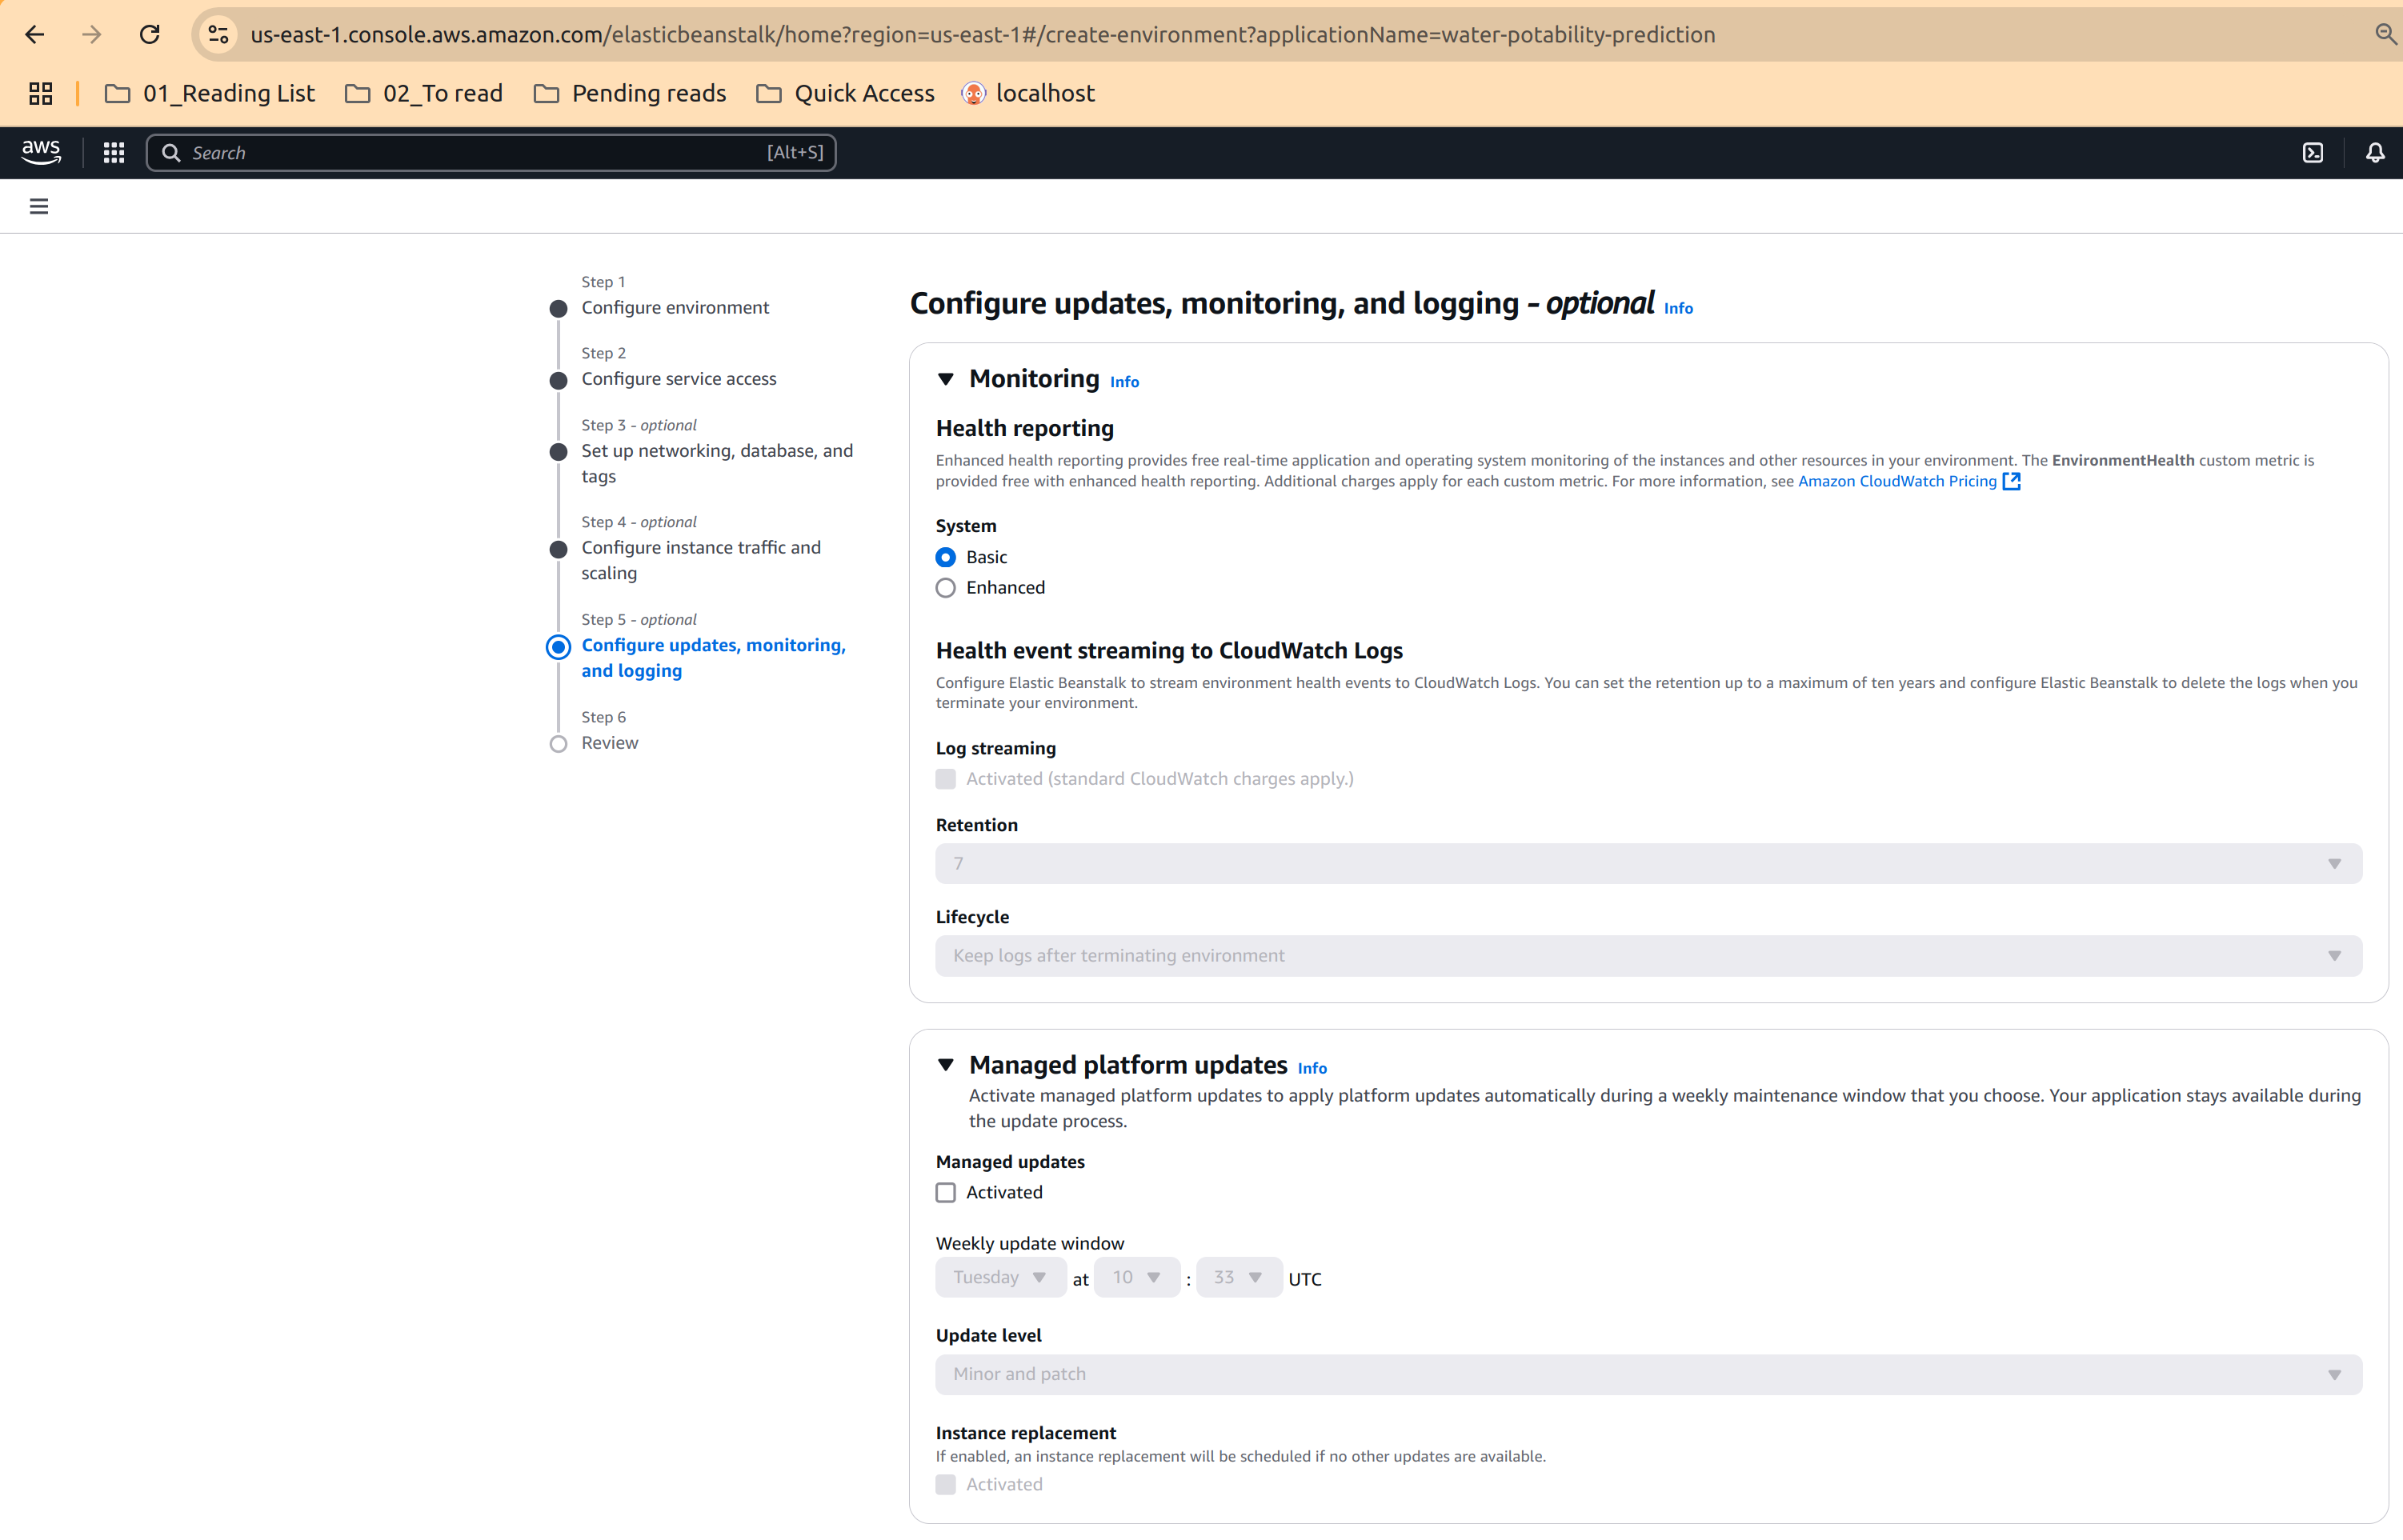 us-east-1.console.aws.amazon.com/elasticbeanstalk/home?region=us-east-1#/create-environment?applicationName=water-potability-prediction
01_Reading List
02_To read
Pending reads
Quick Access
localhost
aws
Search
[Alt+S]
Step 1
Configure environment
Step 2
Configure service access
Step 3 - optional
Set up networking, database, and
tags
Step 4 - optional
Configure instance traffic and
scaling
Step 5 - optional
Configure updates, monitoring,
and logging
Step 6
Review
Configure updates, monitoring, and logging - optional Info
Monitoring Info
Health reporting
Enhanced health reporting provides free real-time application and operating system monitoring of the instances and other resources in your environment. The EnvironmentHealth custom metric is
provided free with enhanced health reporting. Additional charges apply for each custom metric. For more information, see Amazon CloudWatch Pricing
System
Basic
Enhanced
Health event streaming to CloudWatch Logs
Configure Elastic Beanstalk to stream environment health events to CloudWatch Logs. You can set the retention up to a maximum of ten years and configure Elastic Beanstalk to delete the logs when you
terminate your environment.
Log streaming
Activated (standard CloudWatch charges apply.)
Retention
7
Lifecycle
Keep logs after terminating environment
Managed platform updates Info
Activate managed platform updates to apply platform updates automatically during a weekly maintenance window that you choose. Your application stays available during
the update process.
Managed updates
Activated
Weekly update window
Tuesday at 10 : 33 UTC
Update level
Minor and patch
Instance replacement
If enabled, an instance replacement will be scheduled if no other updates are available.
Activated